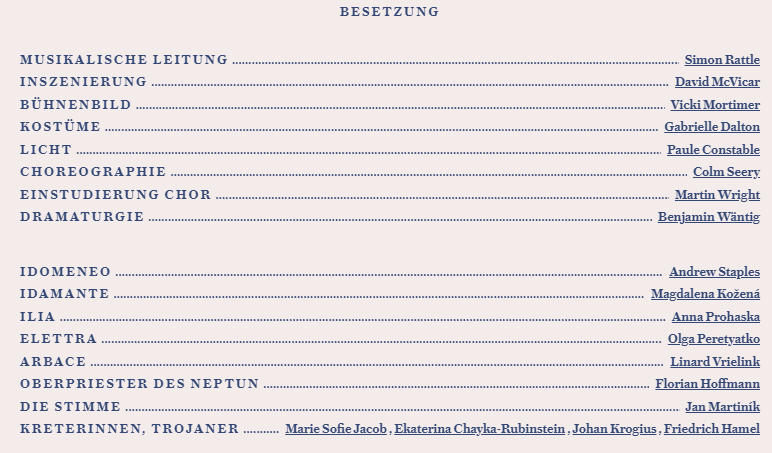 BESETZUNG
MUSIKALISCHE LEITUNG ........ Simon Rattle
INSZENIERUNG ........ David McVicar
BÜHNENBILD ........ Vicki Mortimer
KOSTÜME ........ Gabrielle Dalton
LICHT ........ Paule Constable
CHOREOGRAPHIE ........ Colm Seery
EINSTUDIERUNG CHOR ........ Martin Wright
DRAMATURGIE ........ Benjamin Wäntig
IDOMENEO ........ Andrew Staples
IDAMANTE ........ Magdalena Kožená
ILIA ........ Anna Prohaska
ELETTRA ........ Olga Peretyatko
ARBACE ........ Linard Vrielink
OBERPRIESTER DES NEPTUN ........ Florian Hoffmann
DIE STIMME ........ Jan Martiník
KRETERINNEN, TROJANER ........ Marie Sofie Jacob , Ekaterina Chayka-Rubinstein , Johan Krogius , Friedrich Hamel